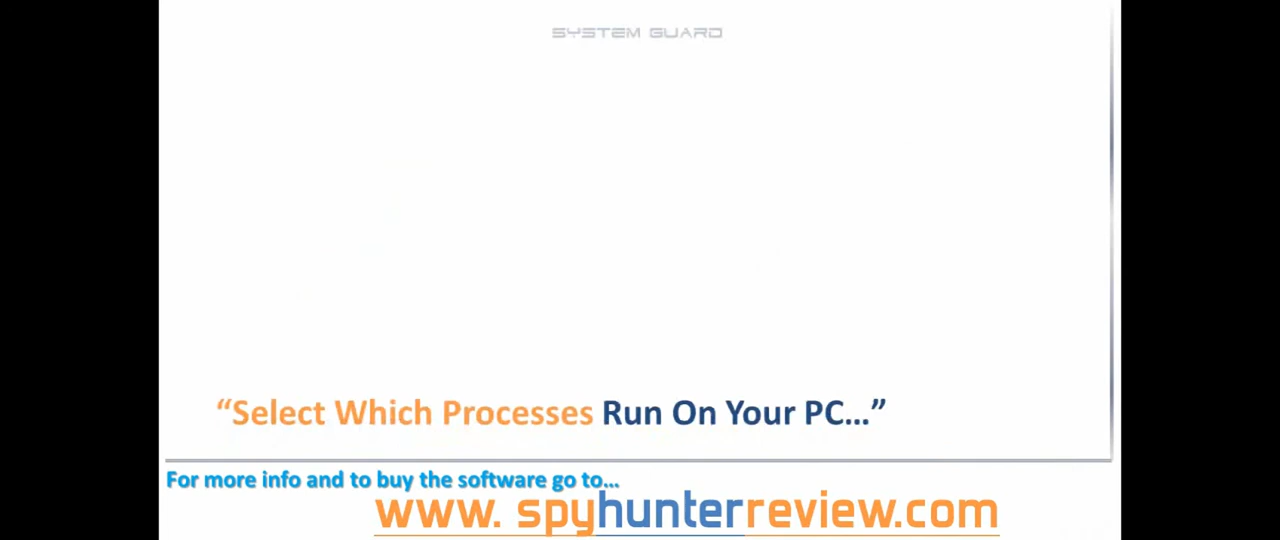 SYSTEM GUARD
“Select Which Processes Run On Your PC...”
For more info and to buy the software go to...
www. spyhunterreview.com